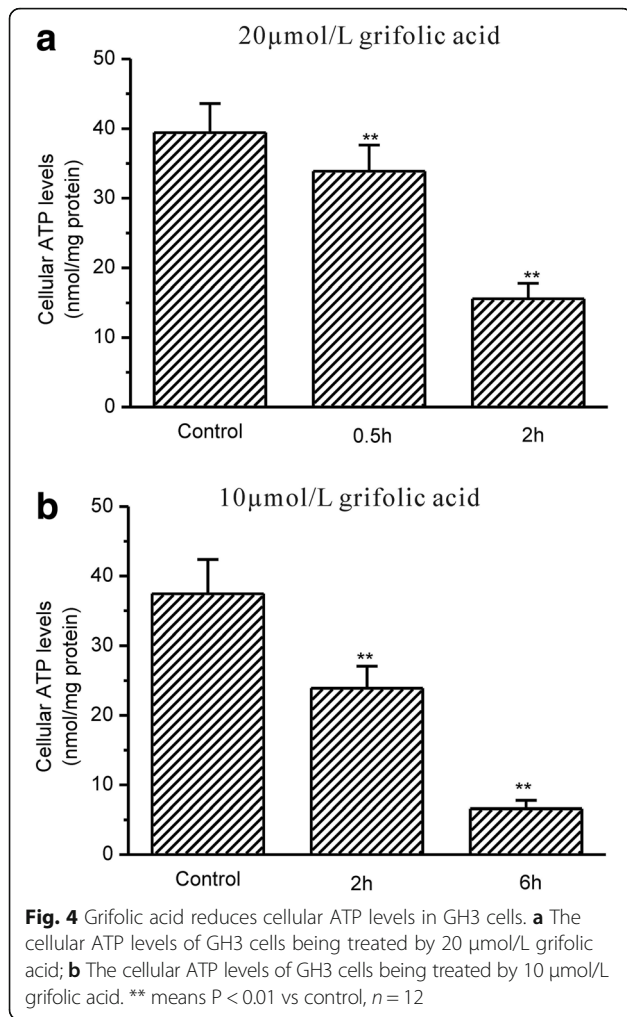 a
20μmol/L grifolic acid
Cellular ATP levels
(nmol/mg protein)
50
40
30
20
10
0
**
**
Control
0.5h
2h
b
10μmol/L grifolic acid
Cellular ATP levels
(nmol/mg protein)
50
40
30
20
10
0
**
**
Control
2h
6h
Fig. 4 Grifolic acid reduces cellular ATP levels in GH3 cells. a The
cellular ATP levels of GH3 cells being treated by 20 μmol/L grifolic
acid; b The cellular ATP levels of GH3 cells being treated by 10 μmol/L
grifolic acid. ** means P < 0.01 vs control, n = 12